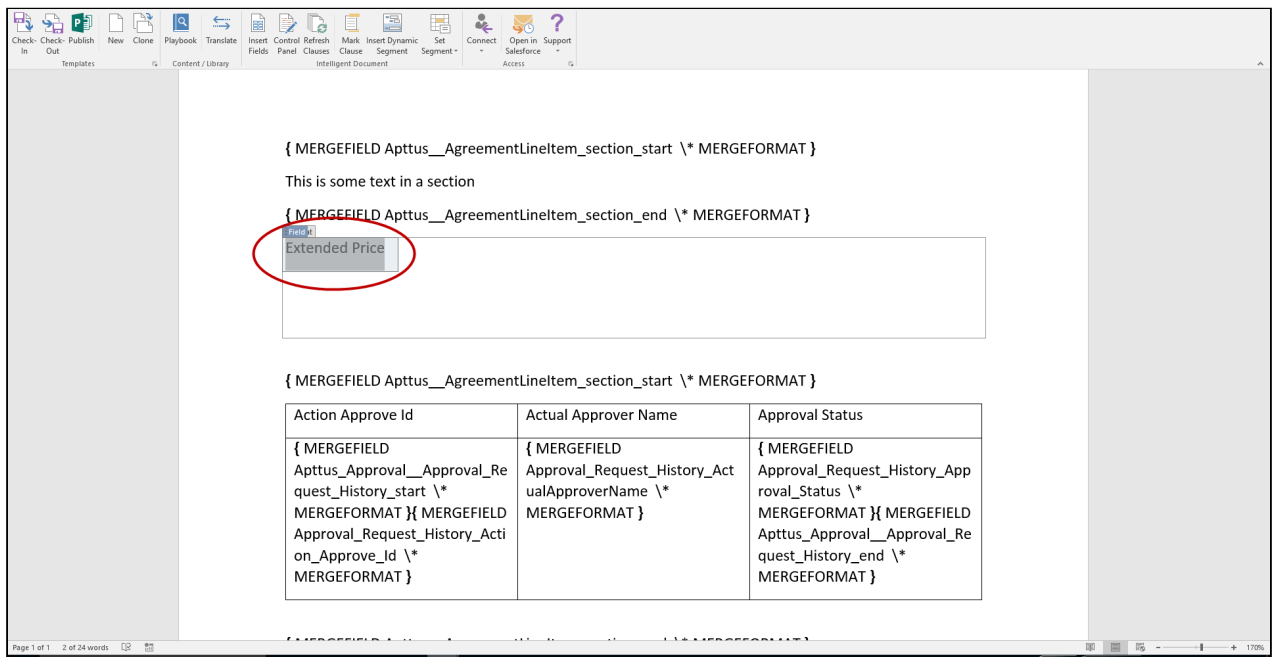 Check-In Check-Out Publish New Clone Playbook Translate Insert Fields Control Panel Refresh Clauses Mark Clause Insert Dynamic Segment Set Segment Connect Open in Salesforce Support
Templates Content / Library Intelligent Document Access
{ MERGEFIELD Apttus__AgreementLineItem_section_start \* MERGEFORMAT }
This is some text in a section
{ MERGEFIELD Apttus__AgreementLineItem_section_end \* MERGEFORMAT }
Field
Extended Price
{ MERGEFIELD Apttus__AgreementLineItem_section_start \* MERGEFORMAT }
Action Approve Id Actual Approver Name Approval Status
{ MERGEFIELD { MERGEFIELD { MERGEFIELD
Apttus_Approval__Approval_Re Approval_Request_History_Act Approval_Request_History_App
quest_History_start \* ualApproverName \* roval_Status \*
MERGEFORMAT }{ MERGEFIELD MERGEFORMAT } MERGEFORMAT }{ MERGEFIELD
Approval_Request_History_Acti Apttus_Approval__Approval_Re
on_Approve_Id \* quest_History_end \*
MERGEFORMAT } MERGEFORMAT }
Page 1 of 1 2 of 24 words 170%